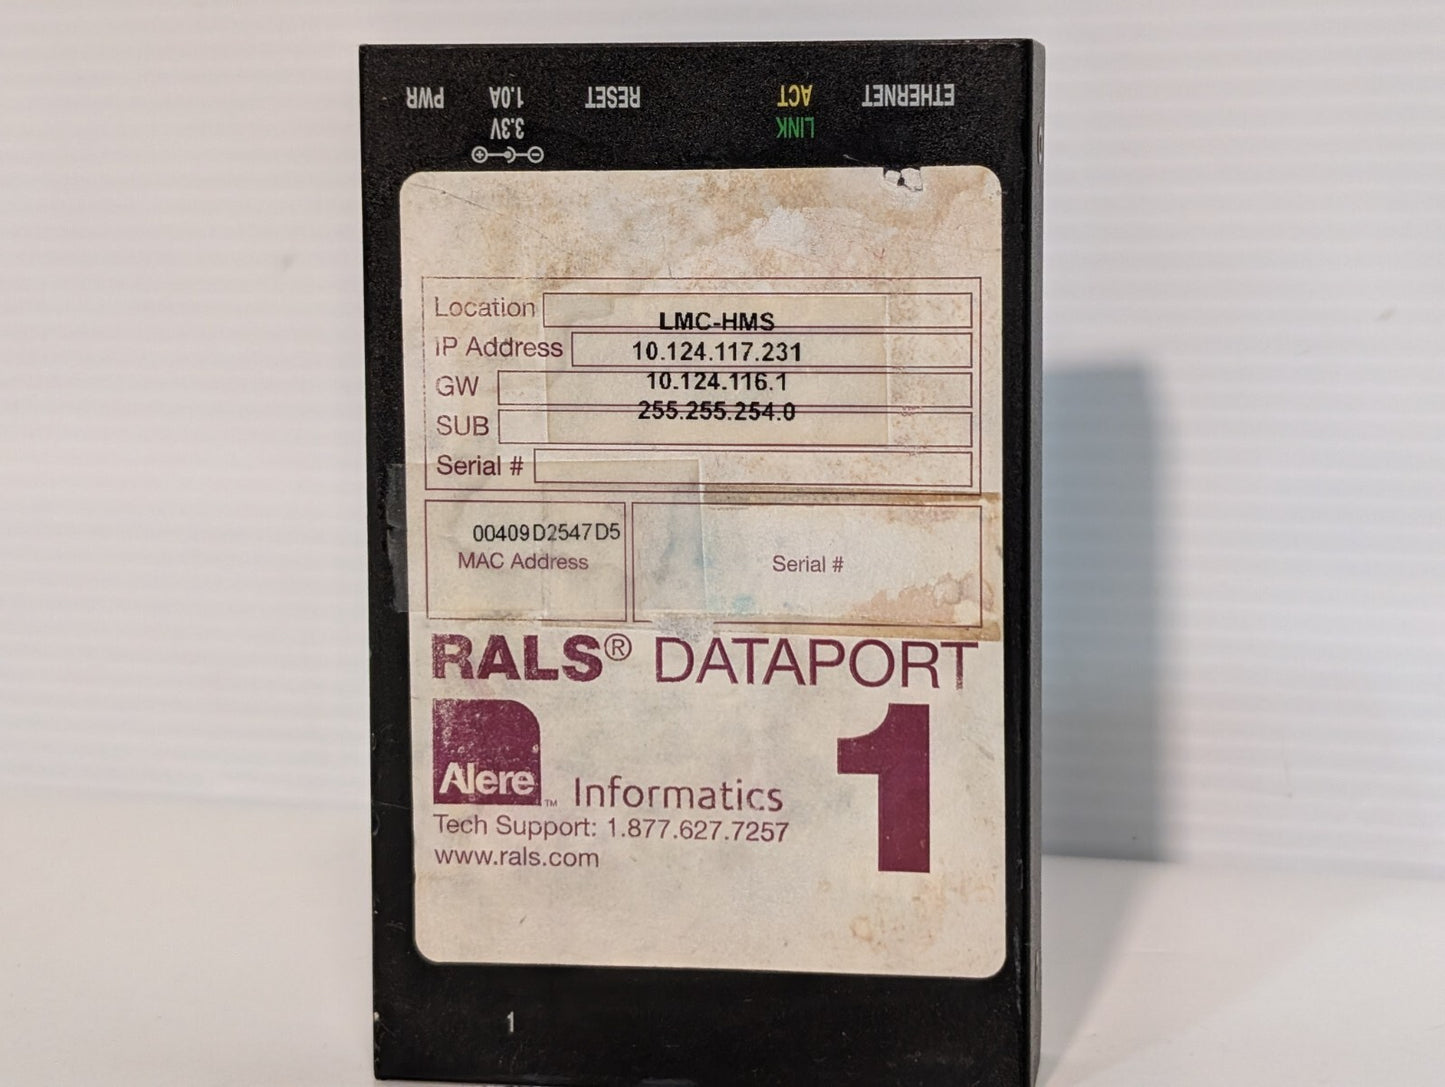 PWR
3.3V
1.0A
RESET
LINK
ACT
ETHERNET
Location
LMC-HMS
IP Address
10.124.117.231
GW
10.124.116.1
SUB
255.255.254.0
Serial #
00409D2547D5
MAC Address
Serial #
RALS® DATAPORT
1
Alere™ Informatics
Tech Support: 1.877.627.7257
www.rals.com
1